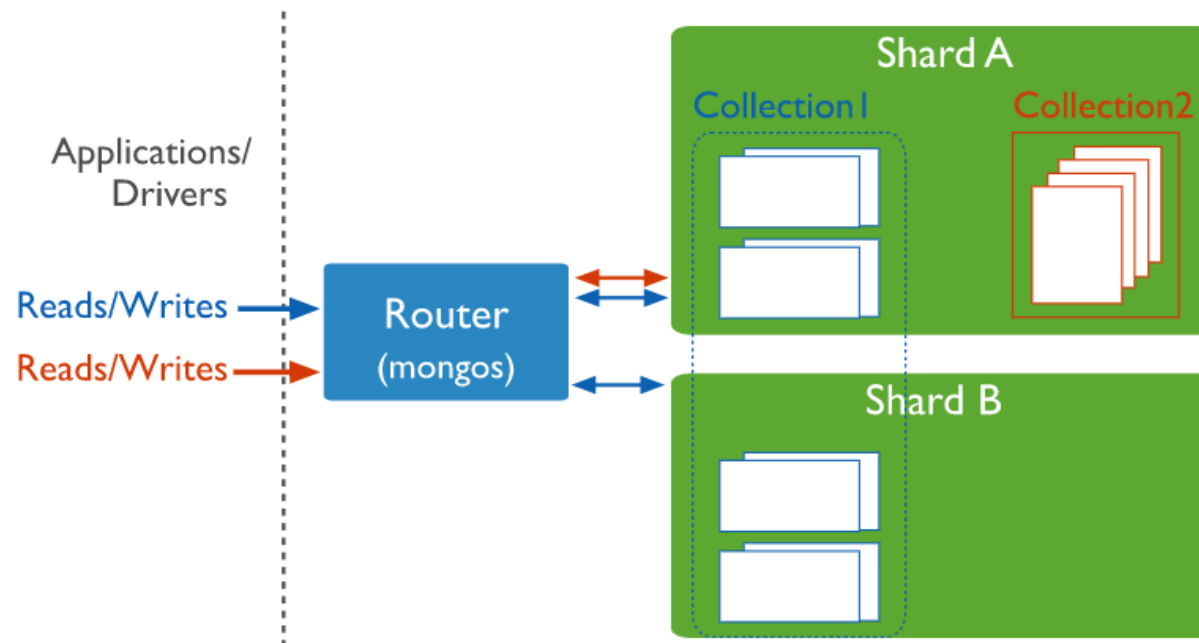 Applications/
Drivers
Reads/Writes
Reads/Writes
Router
(mongos)
Shard A
Collection1
Collection2
Shard B